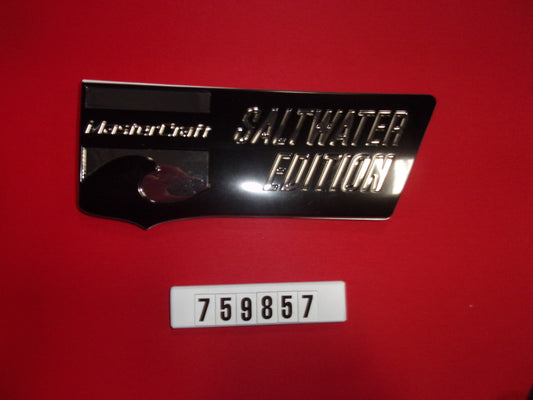 MasterCraft
SALTWATER
EDITION
759857